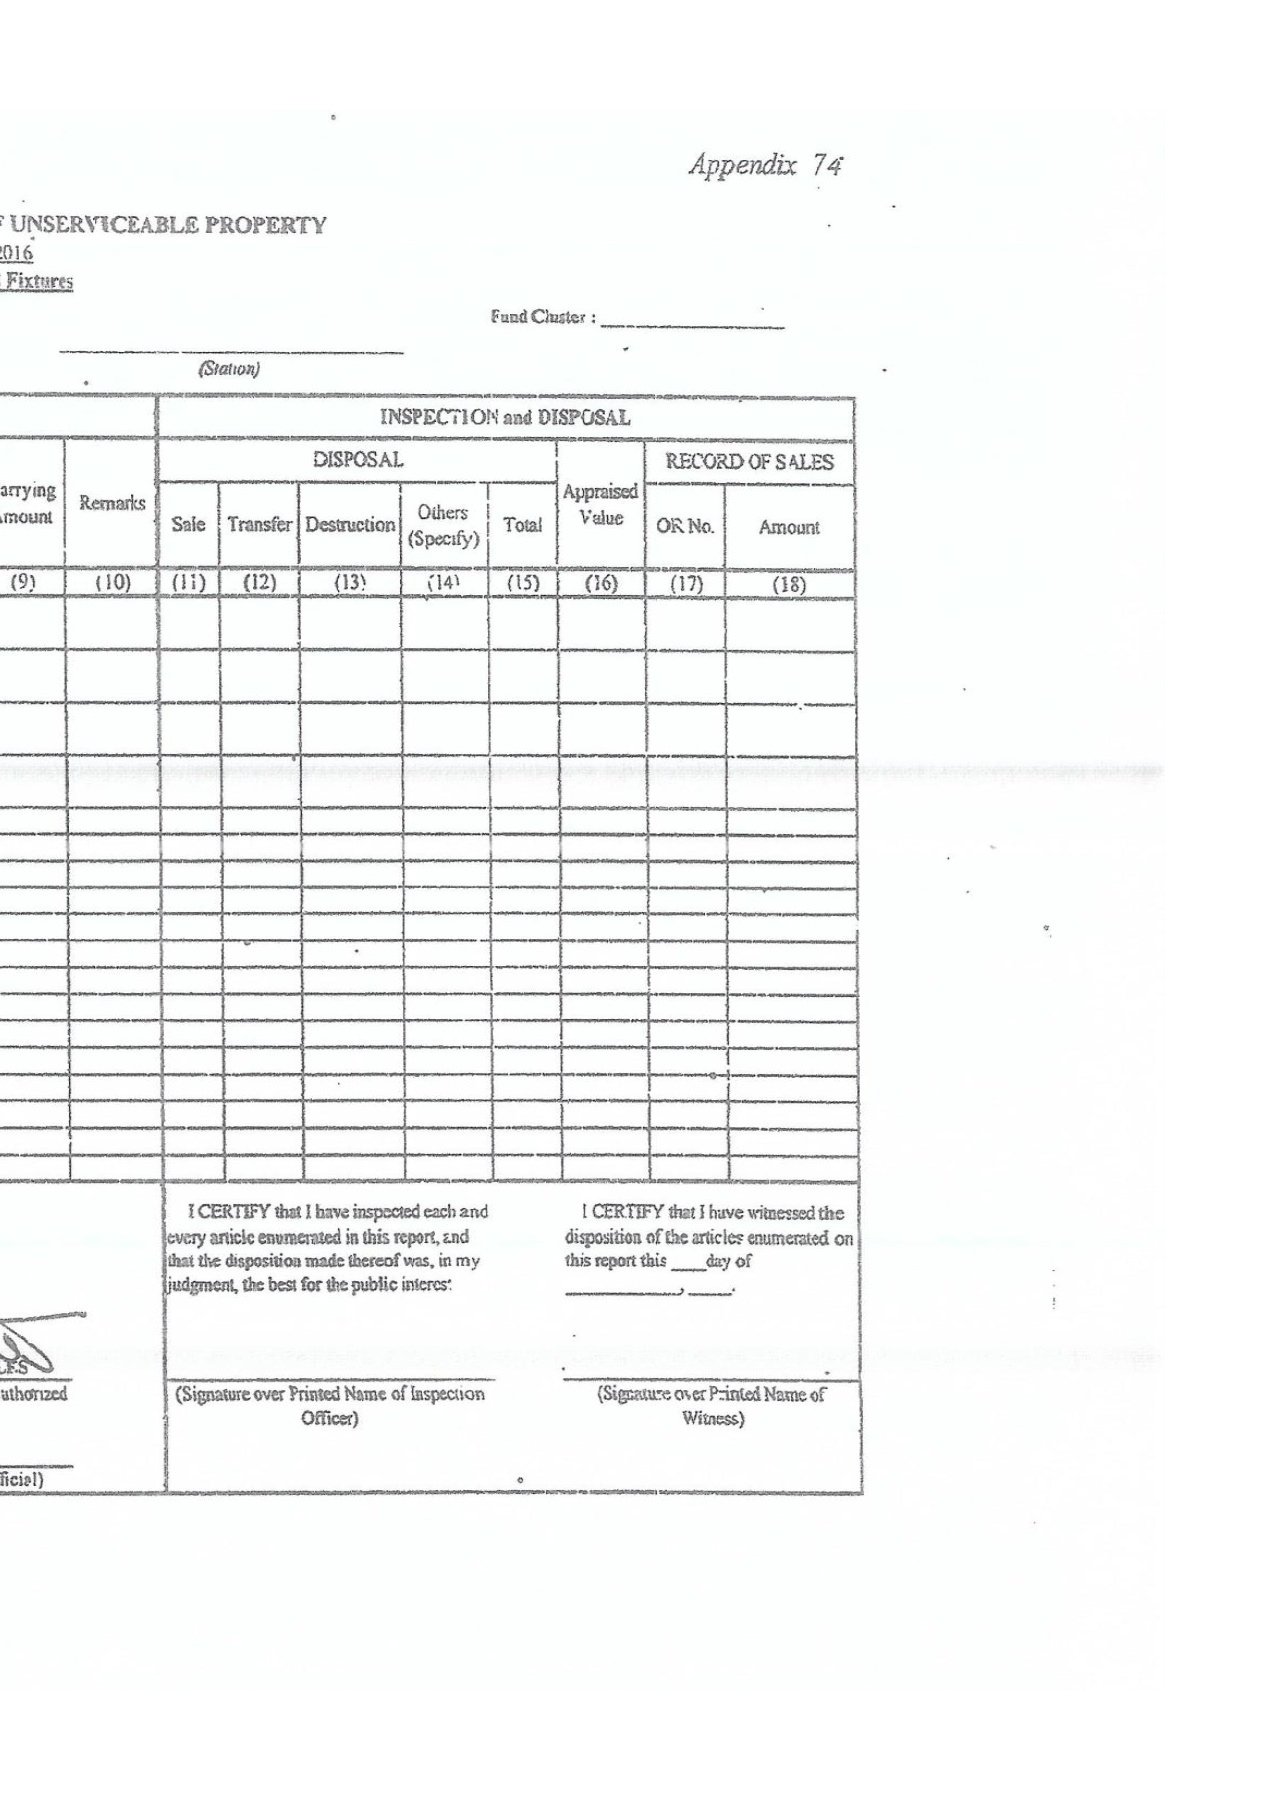 Appendix 74
UNSERVICEABLE PROPERTY
2016
Fixtures
Fund Cluster :
(Station)
INSPECTION and DISPOSAL
DISPOSAL
RECORD OF SALES
arrying
mount
Remarks
Sale
Transfer
Destruction
Others
(Specify)
Total
Appraised
Value
OR No.
Amount
(9) (10) (11) (12) (13) (14) (15) (16) (17) (18)
I CERTIFY that I have inspected each and
every article enumerated in this report, and
that the disposition made thereof was, in my
judgment, the best for the public interest
I CERTIFY that I have witnessed the
disposition of the articles enumerated on
this report this ____day of
____________, ____.
uthorized
(Signature over Printed Name of Inspection
Officer)
(Signature over Printed Name of
Witness)
ficial)